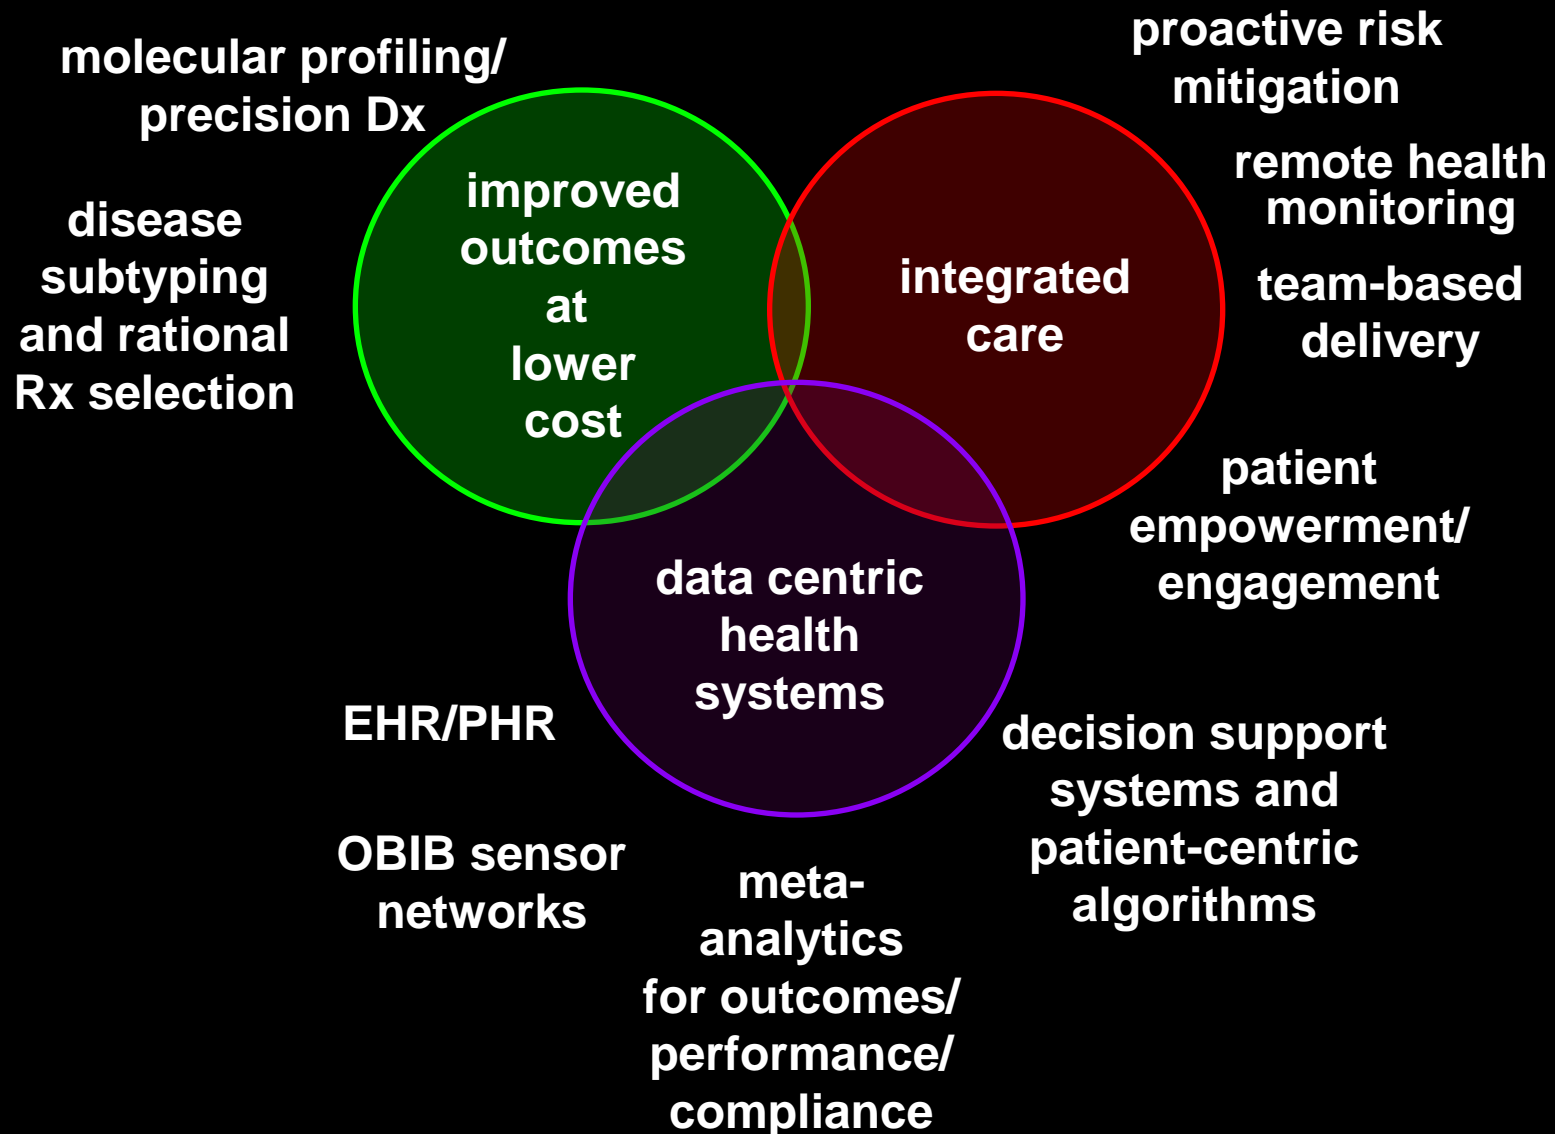 molecular profiling/
precision Dx
disease
subtyping
and rational
Rx selection
improved
outcomes
at
lower
cost
integrated
care
proactive risk
mitigation
remote health
monitoring
team-based
delivery
patient
empowerment/
engagement
data centric
health
systems
EHR/PHR
OBIB sensor
networks
meta-
analytics
for outcomes/
performance/
compliance
decision support
systems and
patient-centric
algorithms